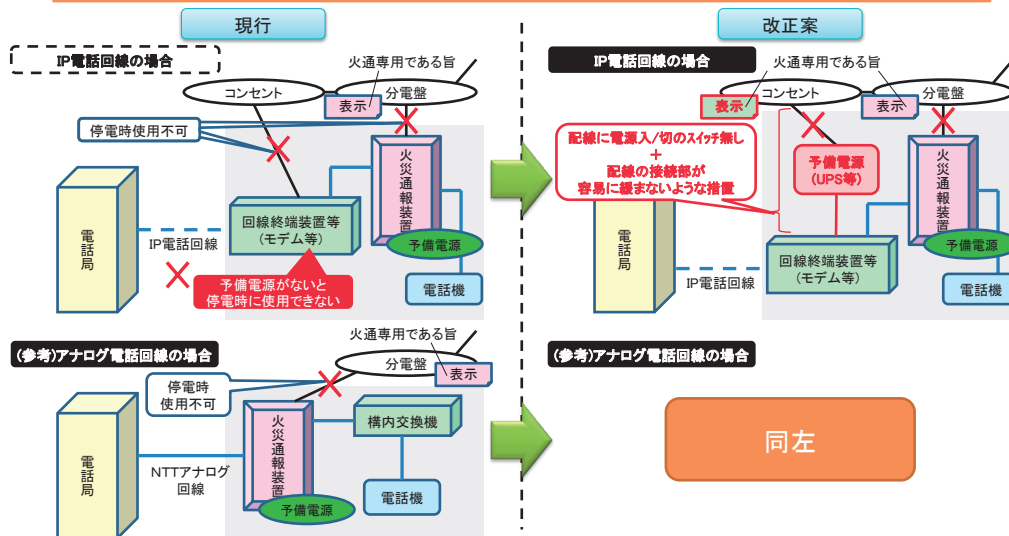 現行
IP電話回線の場合
火通専用である旨
コンセント
分電盤
表示
停電時使用不可
電話局
IP電話回線
回線終端装置等
(モデム等)
火災通報装置
予備電源
電話機
予備電源がないと
停電時に使用できない
(参考)アナログ電話回線の場合
火通専用である旨
分電盤
表示
停電時
使用不可
電話局
NTTアナログ
回線
火災通報装置
予備電源
構内交換機
電話機
改正案
IP電話回線の場合
火通専用である旨
コンセント
分電盤
表示
表示
配線に電源入/切のスイッチ無し
+
配線の接続部が
容易に緩まないような措置
予備電源
(UPS等)
電話局
IP電話回線
回線終端装置等
(モデム等)
火災通報装置
予備電源
電話機
(参考)アナログ電話回線の場合
同左